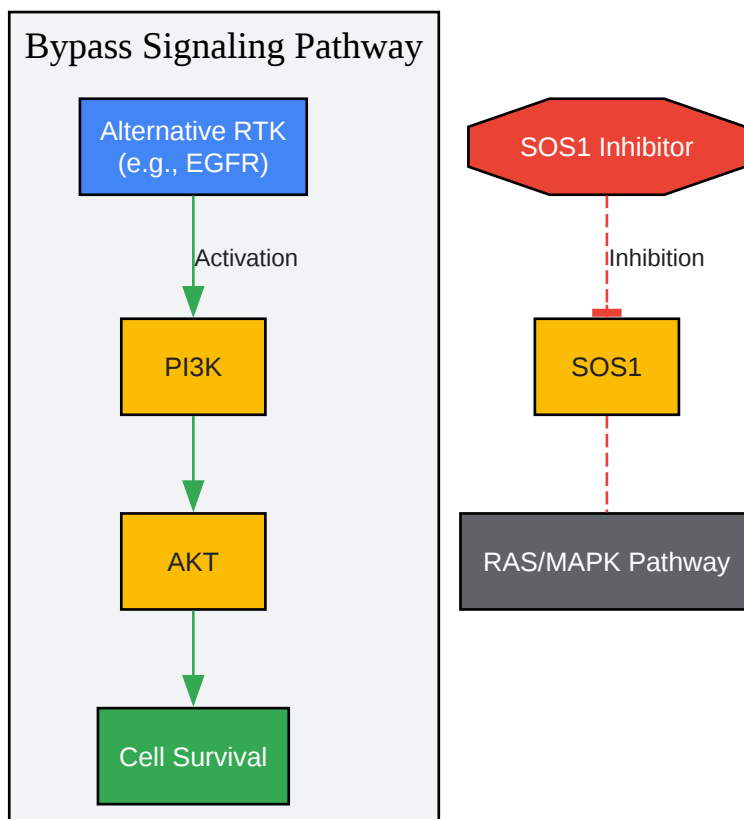 Bypass Signaling Pathway
Alternative RTK
(e.g., EGFR)
Activation
PI3K
AKT
Cell Survival
SOS1 Inhibitor
Inhibition
SOS1
RAS/MAPK Pathway